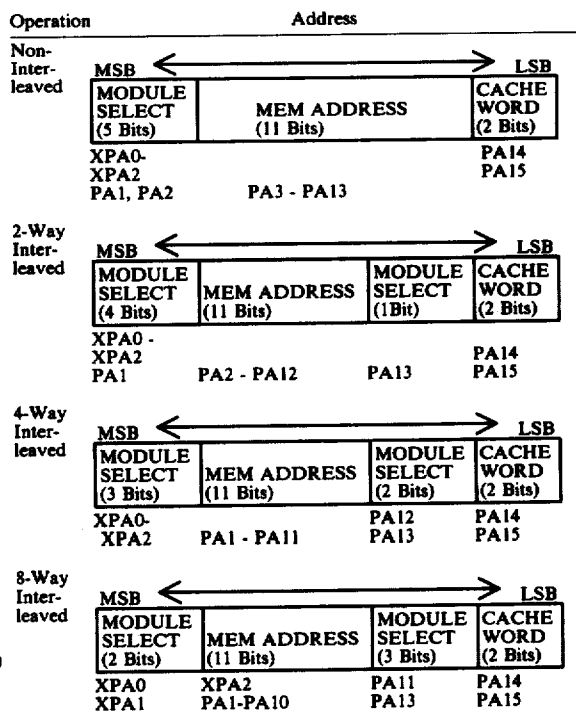 Operation Address
Non-
Inter-
leaved
MSB LSB
MODULE
SELECT
(5 Bits)
MEM ADDRESS
(11 Bits)
CACHE
WORD
(2 Bits)
XPA0-
XPA2
PA1, PA2
PA3 - PA13
PA14
PA15
2-Way
Inter-
leaved
MSB LSB
MODULE
SELECT
(4 Bits)
MEM ADDRESS
(11 Bits)
MODULE
SELECT
(1Bit)
CACHE
WORD
(2 Bits)
XPA0 -
XPA2
PA1
PA2 - PA12
PA13
PA14
PA15
4-Way
Inter-
leaved
MSB LSB
MODULE
SELECT
(3 Bits)
MEM ADDRESS
(11 Bits)
MODULE
SELECT
(2 Bits)
CACHE
WORD
(2 Bits)
XPA0-
XPA2
PA1 - PA11
PA12
PA13
PA14
PA15
8-Way
Inter-
leaved
MSB LSB
MODULE
SELECT
(2 Bits)
MEM ADDRESS
(11 Bits)
MODULE
SELECT
(3 Bits)
CACHE
WORD
(2 Bits)
XPA0
XPA1
XPA2
PA1-PA10
PA11
PA13
PA14
PA15